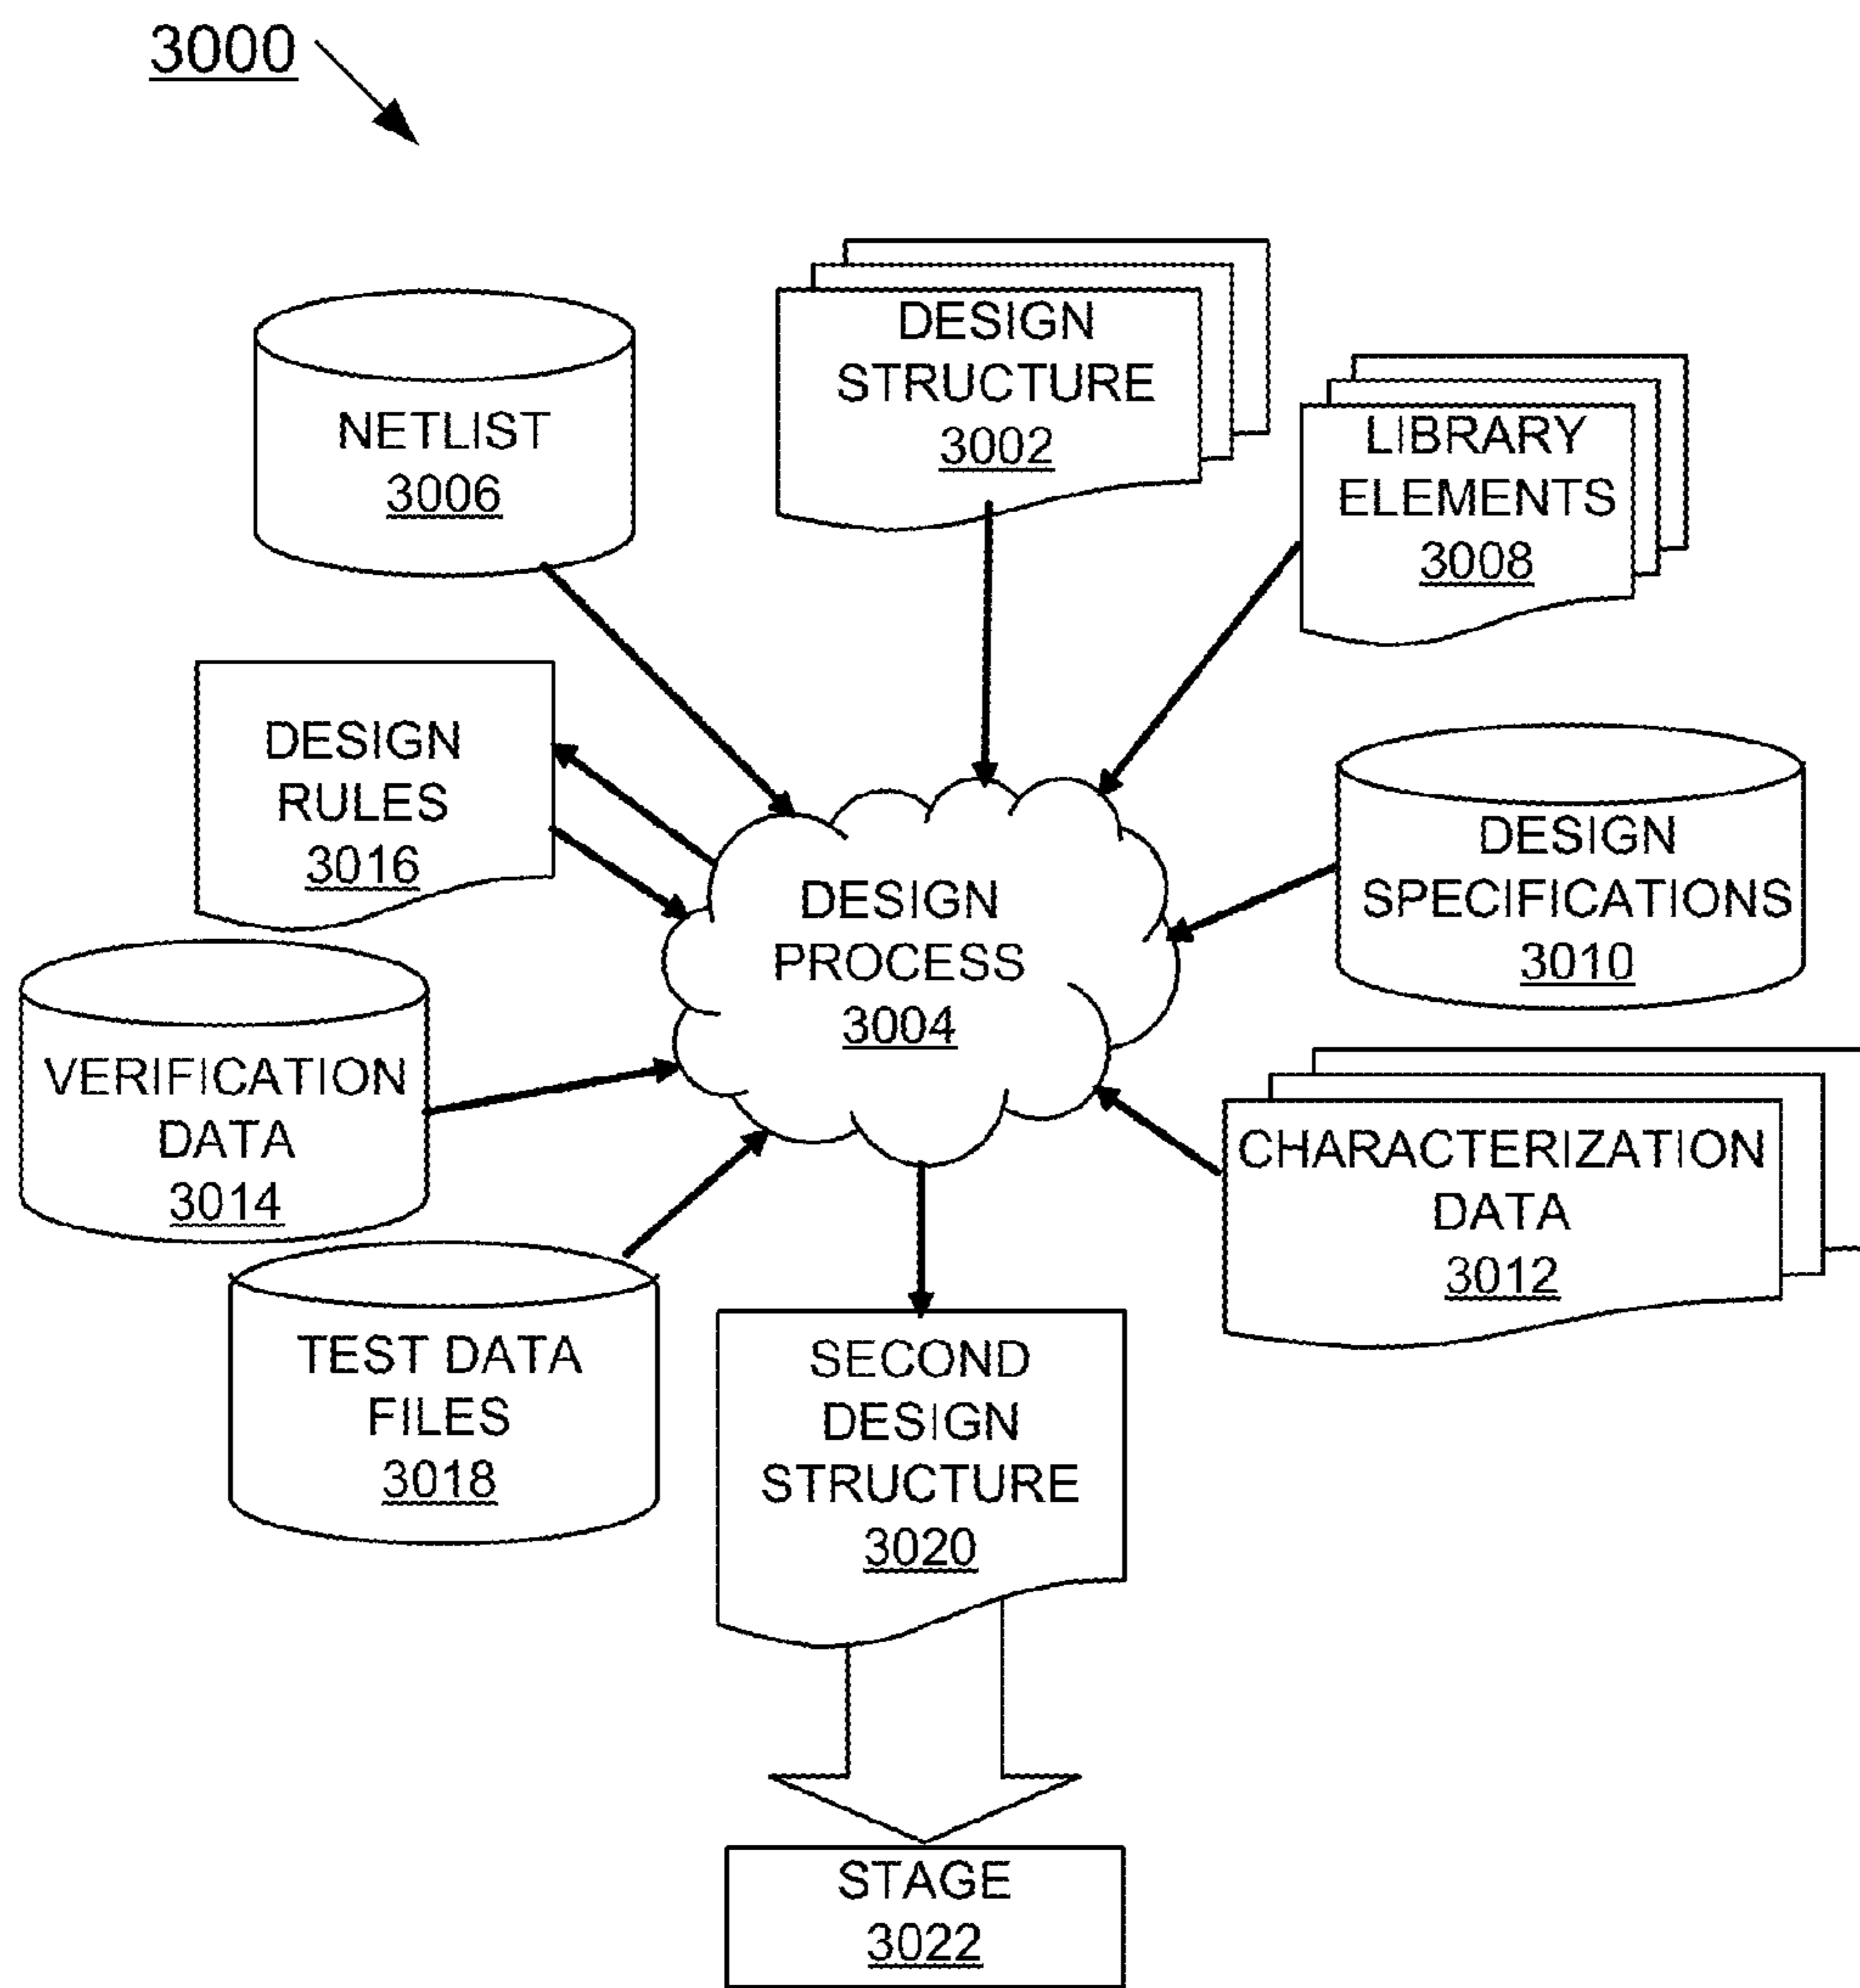 3000
DESIGN
STRUCTURE
3002
NETLIST
3006
LIBRARY
ELEMENTS
3008
DESIGN
RULES
3016
DESIGN
SPECIFICATIONS
3010
DESIGN
PROCESS
3004
VERIFICATION
DATA
3014
CHARACTERIZATION
DATA
3012
TEST DATA
FILES
3018
SECOND
DESIGN
STRUCTURE
3020
STAGE
3022